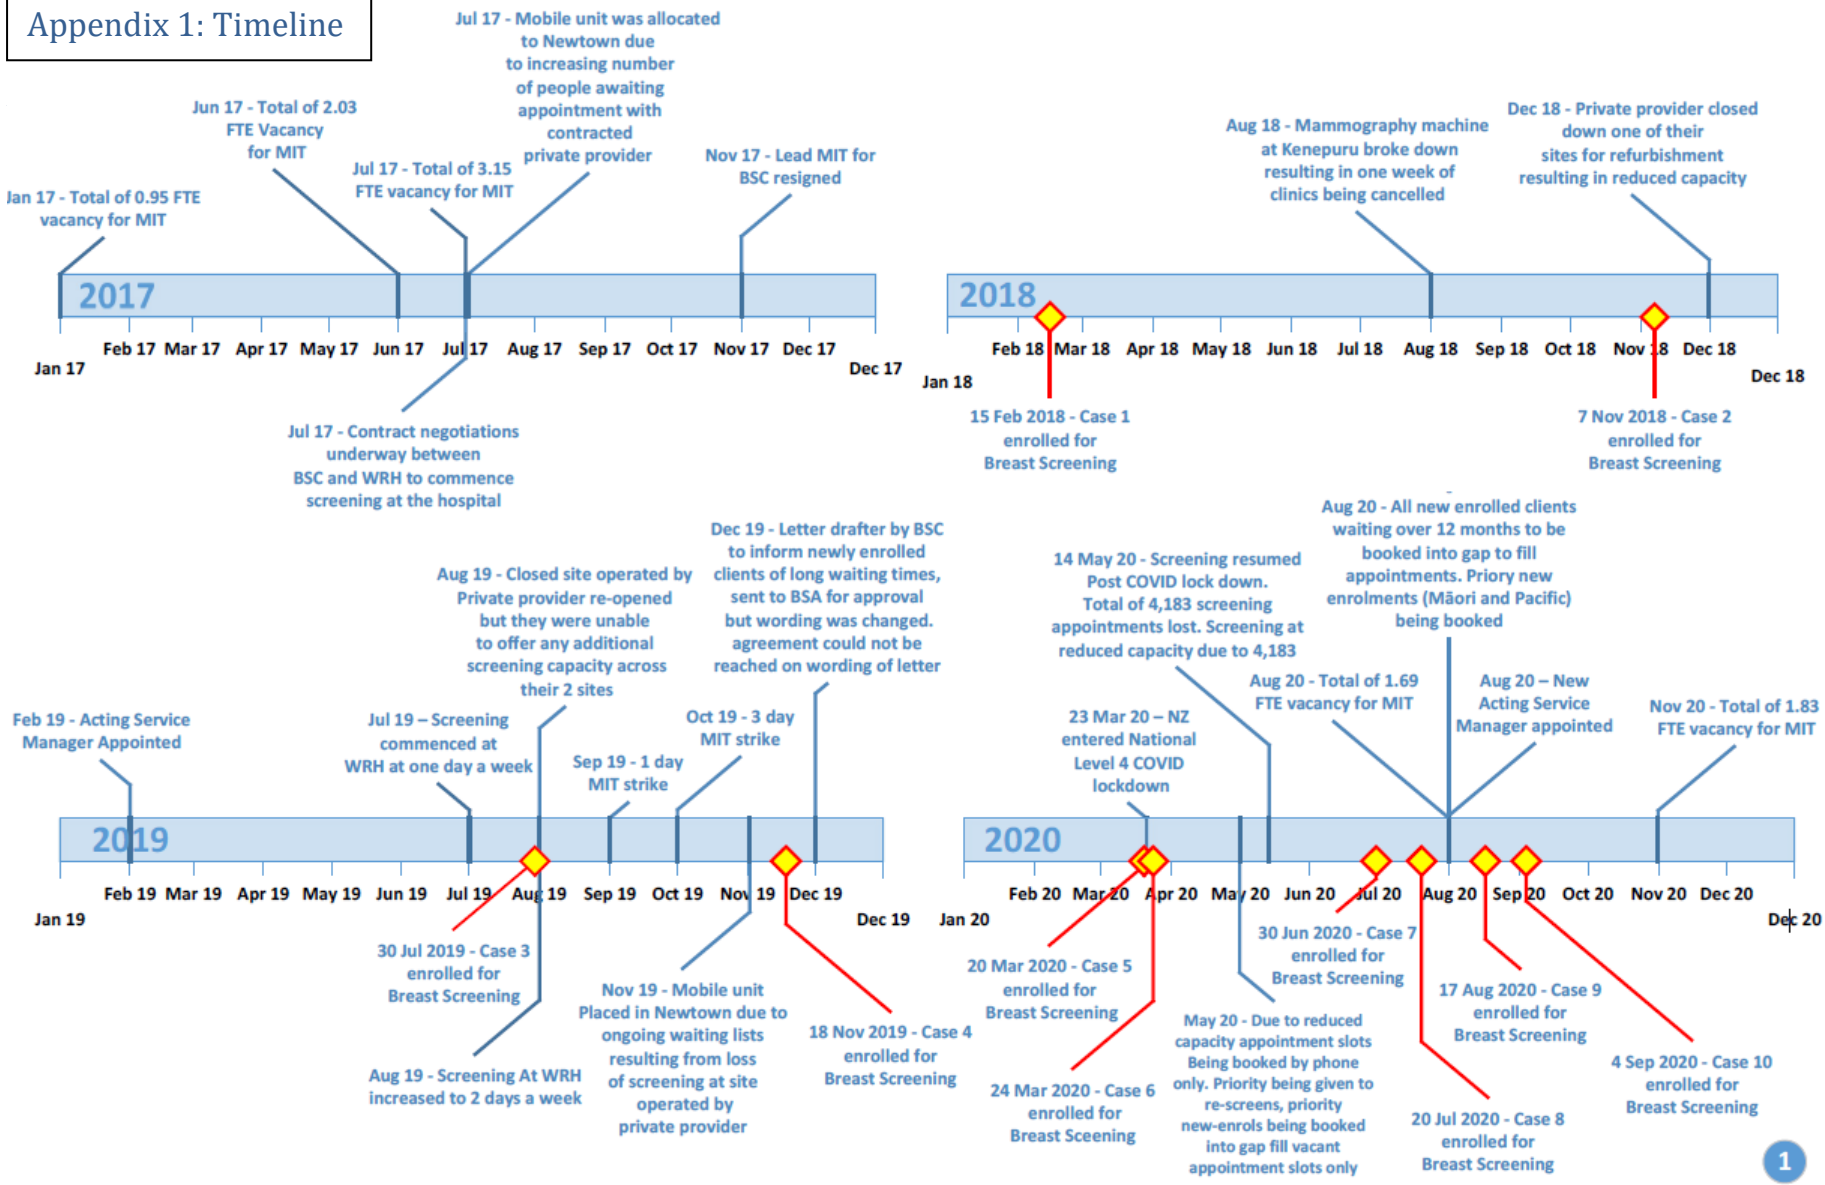 Appendix 1: Timeline
Jan 17 - Total of 0.95 FTE
vacancy for MIT
Jun 17 - Total of 2.03
FTE Vacancy
for MIT
Jul 17 - Total of 3.15
FTE vacancy for MIT
Jul 17 - Mobile unit was allocated
to Newtown due
to increasing number
of people awaiting
appointment with
contracted
private provider
Nov 17 - Lead MIT for
BSC resigned
2017
Jan 17
Feb 17
Mar 17
Apr 17
May 17
Jun 17
Jul 17
Aug 17
Sep 17
Oct 17
Nov 17
Dec 17
Dec 17
Jul 17 - Contract negotiations
underway between
BSC and WRH to commence
screening at the hospital
Aug 18 - Mammography machine
at Kenepuru broke down
resulting in one week of
clinics being cancelled
Dec 18 - Private provider closed
down one of their
sites for refurbishment
resulting in reduced capacity
2018
Jan 18
Feb 18
Mar 18
Apr 18
May 18
Jun 18
Jul 18
Aug 18
Sep 18
Oct 18
Nov 18
Dec 18
Dec 18
15 Feb 2018 - Case 1
enrolled for
Breast Screening
7 Nov 2018 - Case 2
enrolled for
Breast Screening
Feb 19 - Acting Service
Manager Appointed
Jul 19 – Screening
commenced at
WRH at one day a week
Aug 19 - Closed site operated by
Private provider re-opened
but they were unable
to offer any additional
screening capacity across
their 2 sites
Sep 19 - 1 day
MIT strike
Oct 19 - 3 day
MIT strike
Dec 19 - Letter drafter by BSC
to inform newly enrolled
clients of long waiting times,
sent to BSA for approval
but wording was changed.
agreement could not be
reached on wording of letter
2019
Jan 19
Feb 19
Mar 19
Apr 19
May 19
Jun 19
Jul 19
Aug 19
Sep 19
Oct 19
Nov 19
Dec 19
Dec 19
30 Jul 2019 - Case 3
enrolled for
Breast Screening
Aug 19 - Screening At WRH
increased to 2 days a week
Nov 19 - Mobile unit
Placed in Newtown due to
ongoing waiting lists
resulting from loss
of screening at site
operated by
private provider
18 Nov 2019 - Case 4
enrolled for
Breast Screening
23 Mar 20 – NZ
entered National
Level 4 COVID
lockdown
14 May 20 - Screening resumed
Post COVID lock down.
Total of 4,183 screening
appointments lost. Screening at
reduced capacity due to 4,183
Aug 20 - Total of 1.69
FTE vacancy for MIT
Aug 20 - All new enrolled clients
waiting over 12 months to be
booked into gap to fill
appointments. Priory new
enrolments (Māori and Pacific)
being booked
Aug 20 – New
Acting Service
Manager appointed
Nov 20 - Total of 1.83
FTE vacancy for MIT
2020
Jan 20
Feb 20
Mar 20
Apr 20
May 20
Jun 20
Jul 20
Aug 20
Sep 20
Oct 20
Nov 20
Dec 20
Dec 20
20 Mar 2020 - Case 5
enrolled for
Breast Screening
24 Mar 2020 - Case 6
enrolled for
Breast Sceening
May 20 - Due to reduced
capacity appointment slots
Being booked by phone
only. Priority being given to
re-screens, priority
new-enrols being booked
into gap fill vacant
appointment slots only
30 Jun 2020 - Case 7
enrolled for
Breast Screening
20 Jul 2020 - Case 8
enrolled for
Breast Screening
17 Aug 2020 - Case 9
enrolled for
Breast Screening
4 Sep 2020 - Case 10
enrolled for
Breast Screening
1